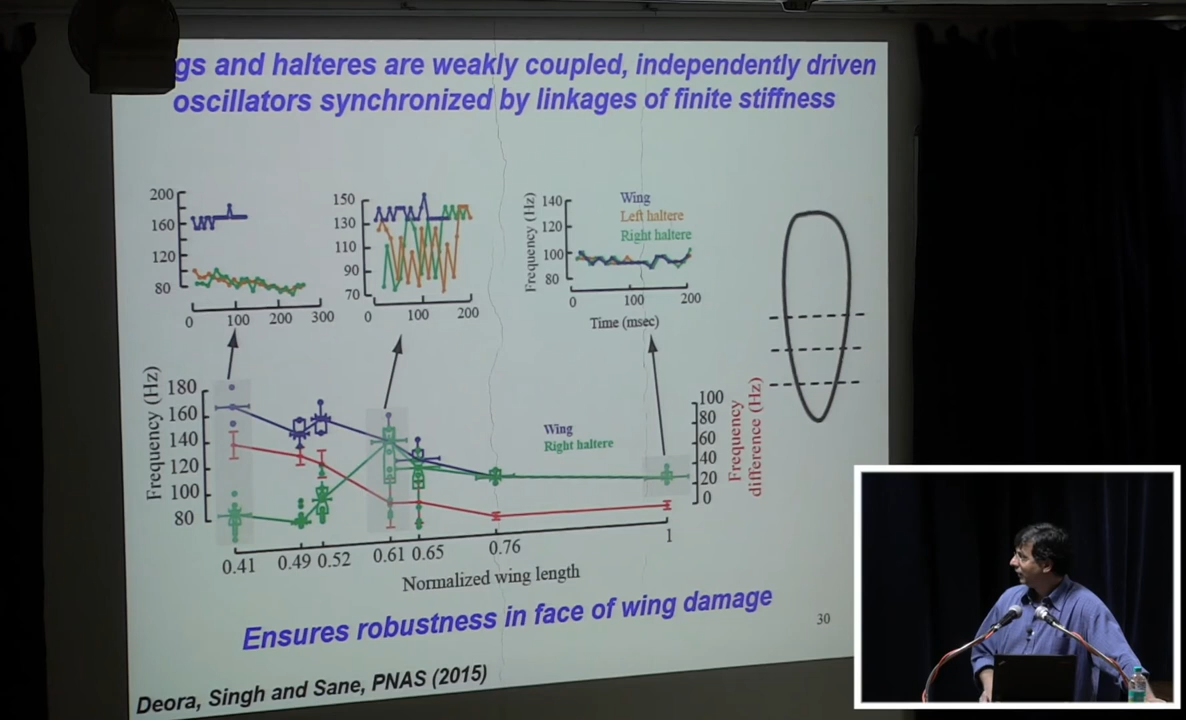 gs and halteres are weakly coupled, independently driven
oscillators synchronized by linkages of finite stiffness
200
160
120
80
0 100 200 300
150
130
110
90
70
0 100 200
Frequency (Hz)
140
120
100
80
Wing
Left haltere
Right haltere
0 100 200
Time (msec)
Frequency (Hz)
180
160
140
120
100
80
Wing
Right haltere
100
80
60
40
20
0
Frequency
difference (Hz)
0.41 0.49 0.52 0.61 0.65 0.76 1
Normalized wing length
Ensures robustness in face of wing damage
30
Deora, Singh and Sane, PNAS (2015)